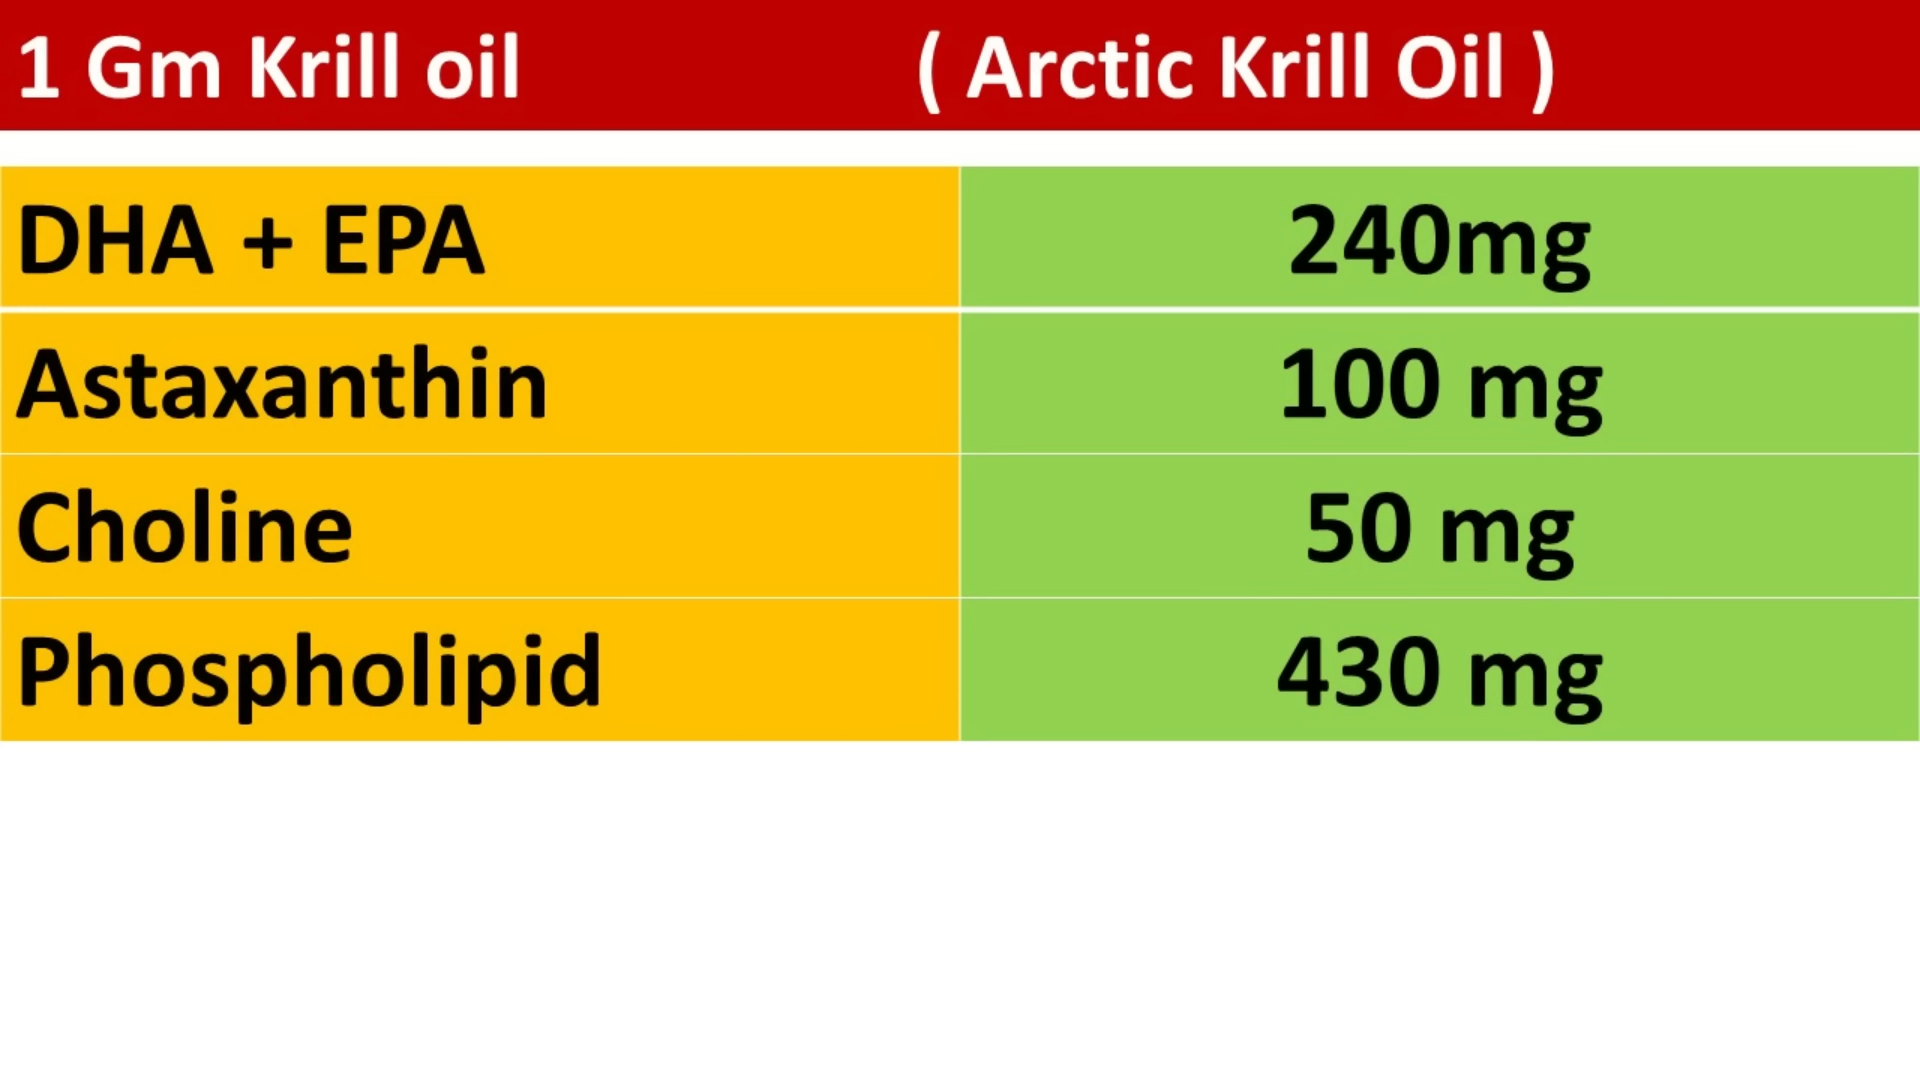 1 Gm Krill oil ( Arctic Krill Oil )
DHA + EPA 240mg
Astaxanthin 100 mg
Choline 50 mg
Phospholipid 430 mg